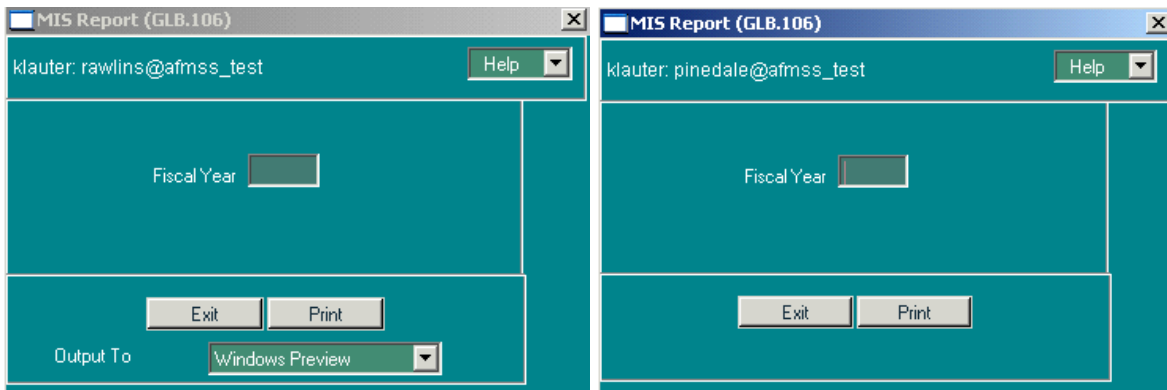 MIS Report (GLB.106)
klauter: rawlins@afmss_test
Help
Fiscal Year
Exit
Print
Output To
Windows Preview
MIS Report (GLB.106)
klauter: pinedale@afmss_test
Help
Fiscal Year
Exit
Print